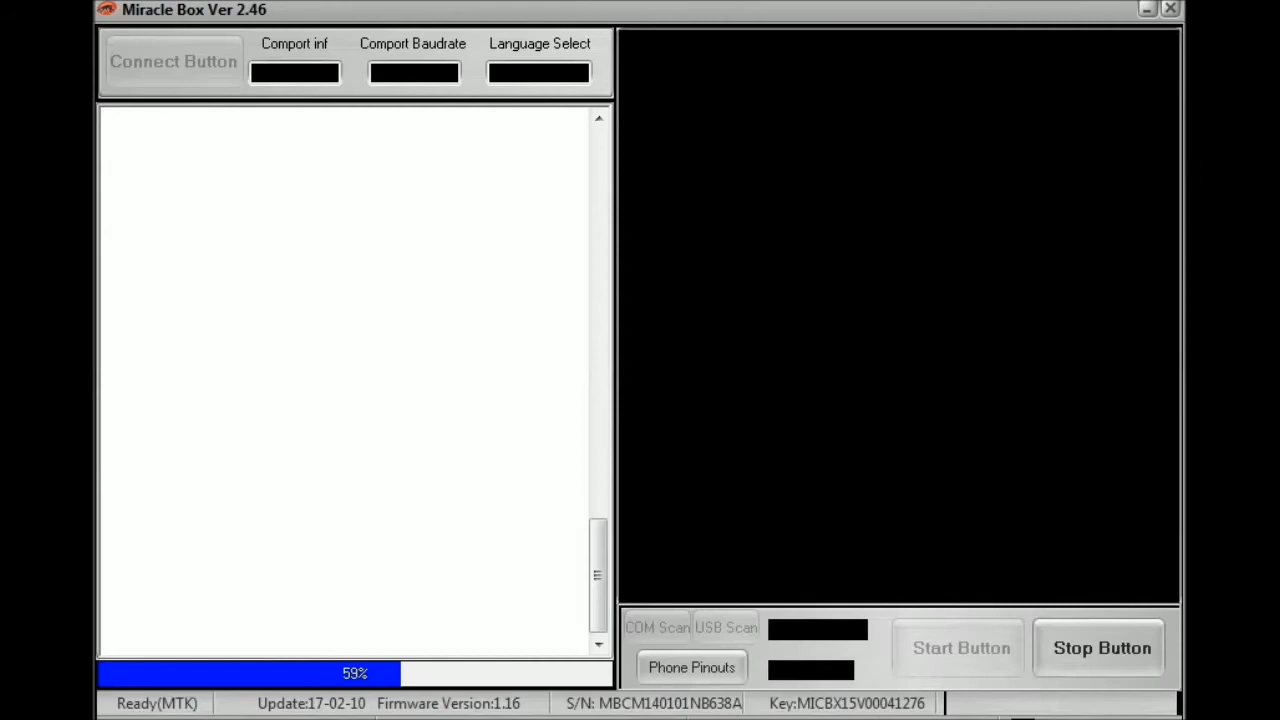 Miracle Box Ver 2.46
Connect Button
Comport inf
Comport Baudrate
Language Select
59%
COM Scan
USB Scan
Phone Pinouts
Start Button
Stop Button
Ready(MTK)
Update:17-02-10
Firmware Version:1.16
S/N: MBCM140101NB638A
Key:MICBX15V00041276